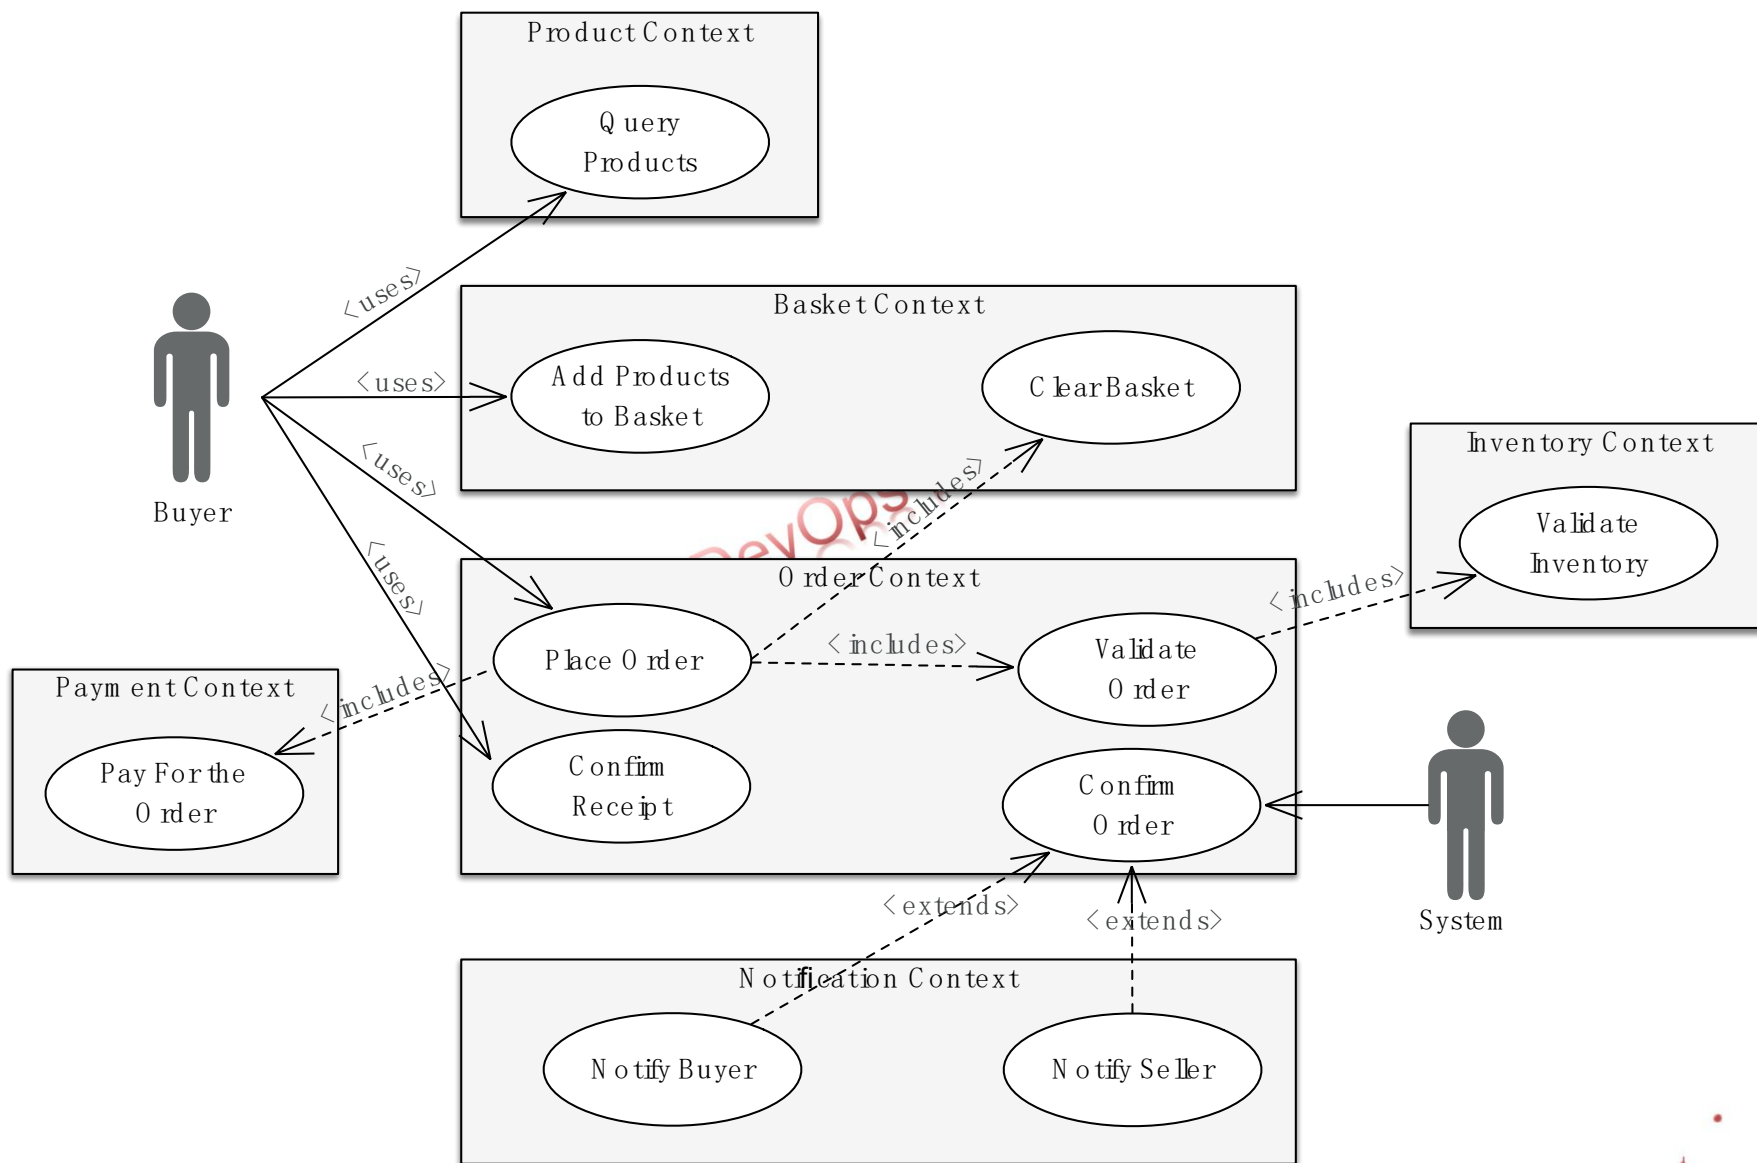 Product Context
Query
Products
<uses>
Basket Context
Add Products
to Basket
Clear Basket
<uses>
Buyer
<uses>
<uses>
DevOps
<includes>
Inventory Context
Validate
Inventory
<includes>
Order Context
Place Order
<includes>
Validate
Order
Payment Context
<includes>
Pay For the
Order
Confirm
Receipt
Confirm
Order
System
<extends>
<extends>
Notification Context
Notify Buyer
Notify Seller